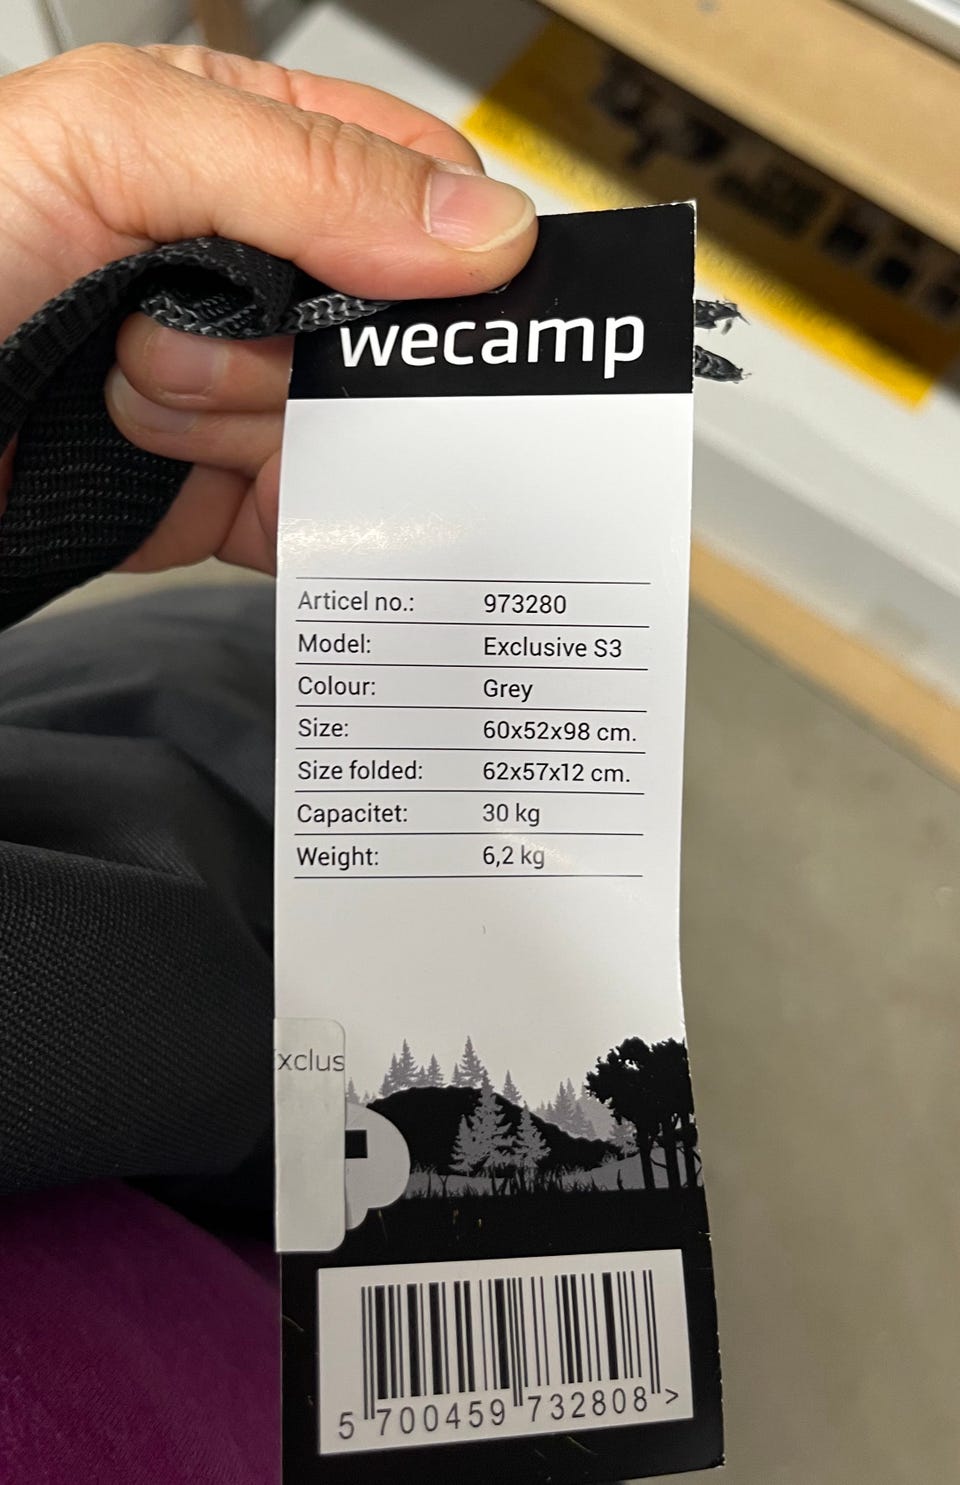 wecamp
Articel no.: 973280
Model: Exclusive S3
Colour: Grey
Size: 60x52x98 cm.
Size folded: 62x57x12 cm.
Capacitet: 30 kg
Weight: 6,2 kg
xclus
5 700459 732808 >